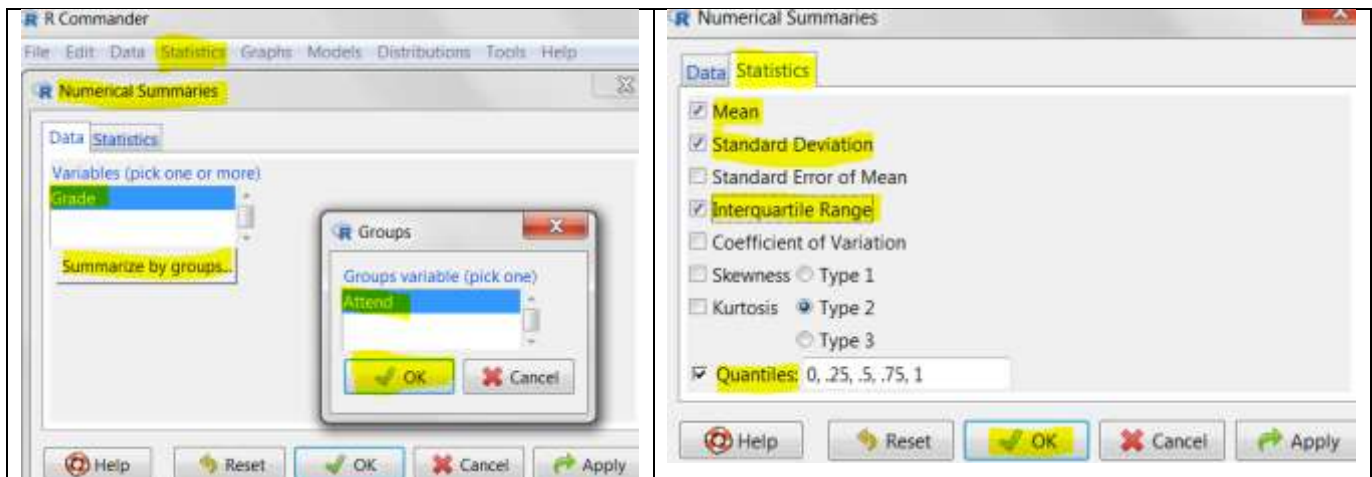 R Commander
File Edit Data Statistics Graphs Models Distributions Tools Help
Numerical Summaries
Data Statistics
Variables (pick one or more)
Grade
Summarize by groups...
Groups
Groups variable (pick one)
Attend
OK Cancel
Help Reset OK Cancel Apply
Numerical Summaries
Data Statistics
Mean
Standard Deviation
Standard Error of Mean
Interquartile Range
Coefficient of Variation
Skewness Type 1
Kurtosis Type 2
Type 3
Quantiles: 0, .25, .5, .75, 1
Help Reset OK Cancel Apply